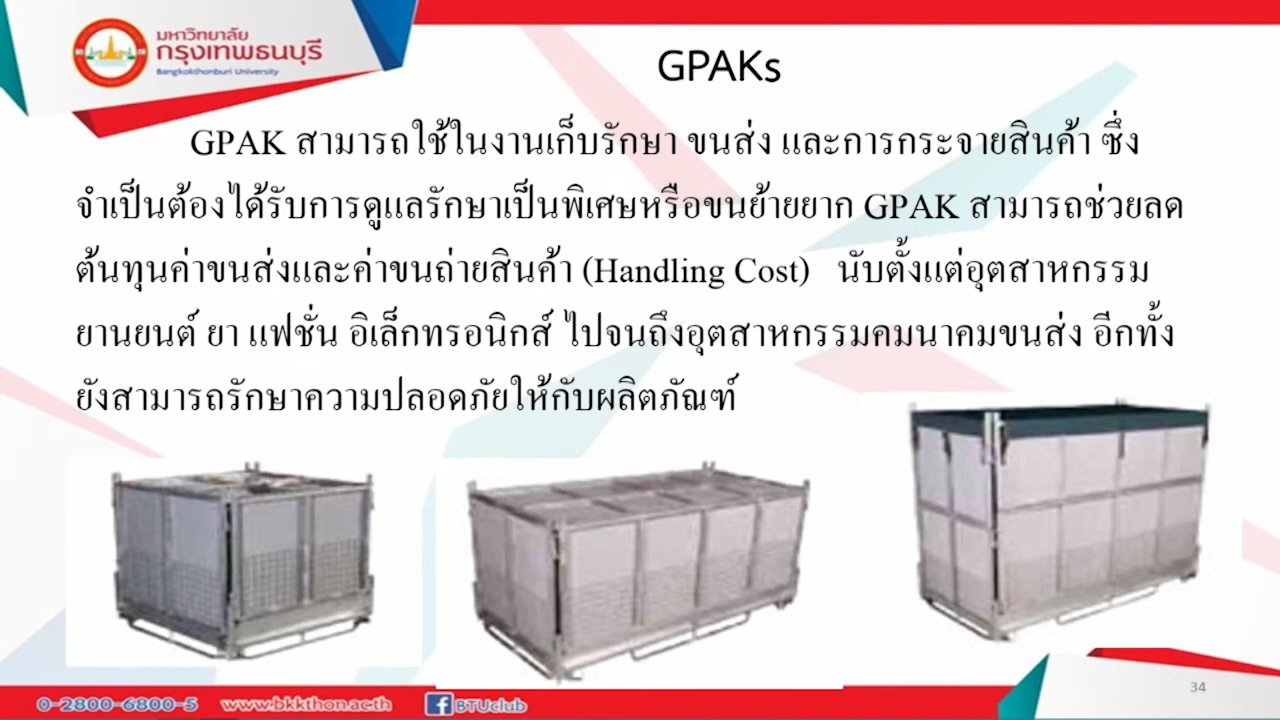 มหาวิทยาลัย
กรุงเทพธนบุรี
Bangkokthonburi University
GPAKs
GPAK สามารถใช้ในงานเก็บรักษา ขนส่ง และการกระจายสินค้า ซึ่ง
จำเป็นต้องได้รับการดูแลรักษาเป็นพิเศษหรือขนย้ายยาก GPAK สามารถช่วยลด
ต้นทุนค่าขนส่งและค่าขนถ่ายสินค้า (Handling Cost) นับตั้งแต่อุตสาหกรรม
ยานยนต์ ยา แฟชั่น อิเล็กทรอนิกส์ ไปจนถึงอุตสาหกรรมคมนาคมขนส่ง อีกทั้ง
ยังสามารถรักษาความปลอดภัยให้กับผลิตภัณฑ์
0-2800-6800-5 www.bkkthon.ac.th BTUclub
34